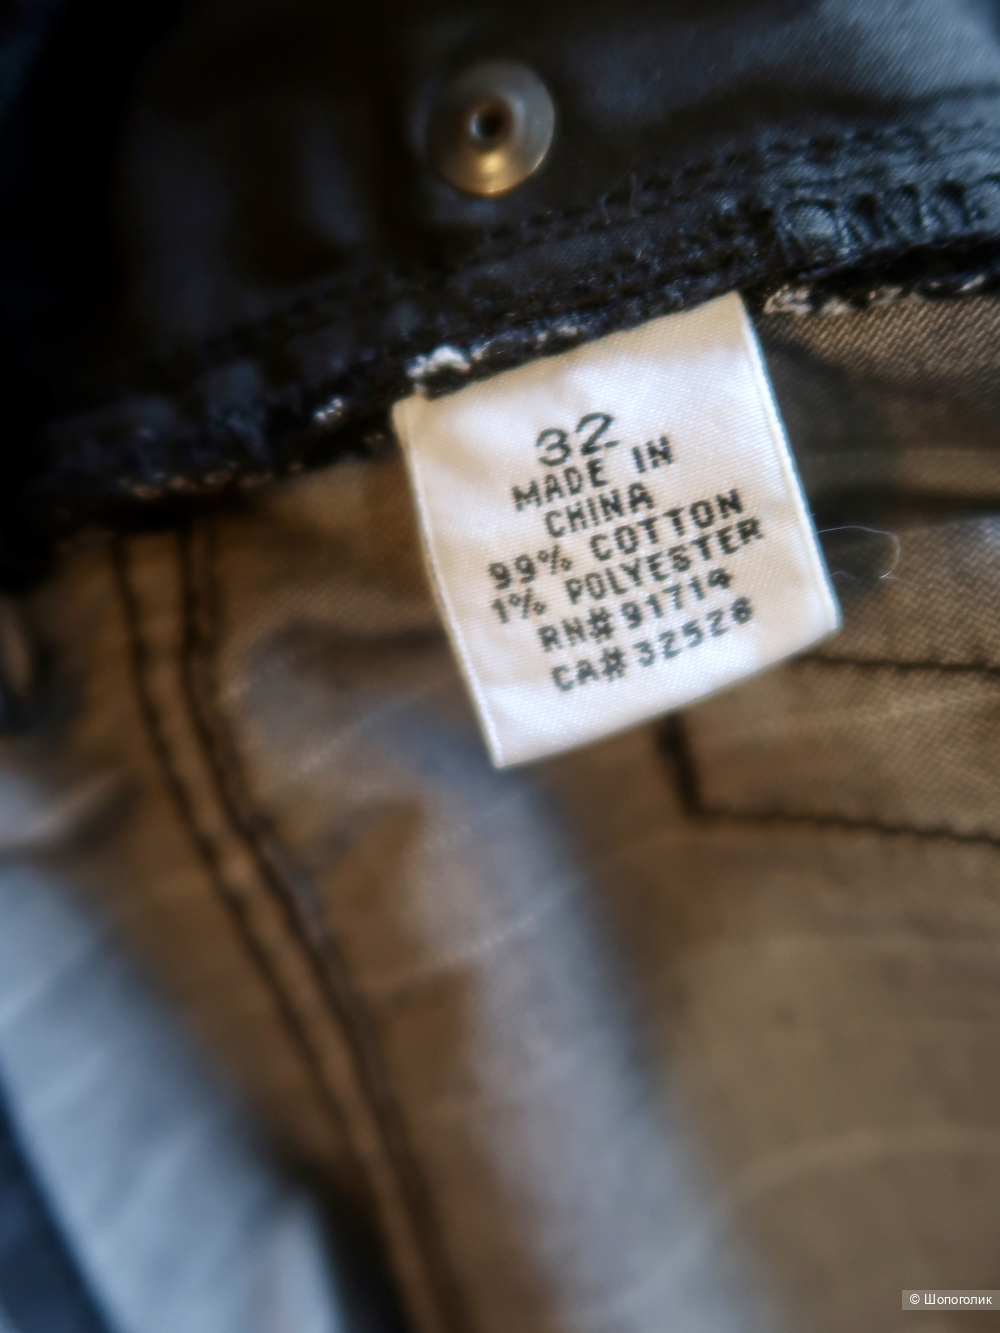 32
MADE IN
CHINA
99% COTTON
1% POLYESTER
RN# 91714
CA# 32528
© Шопоголик